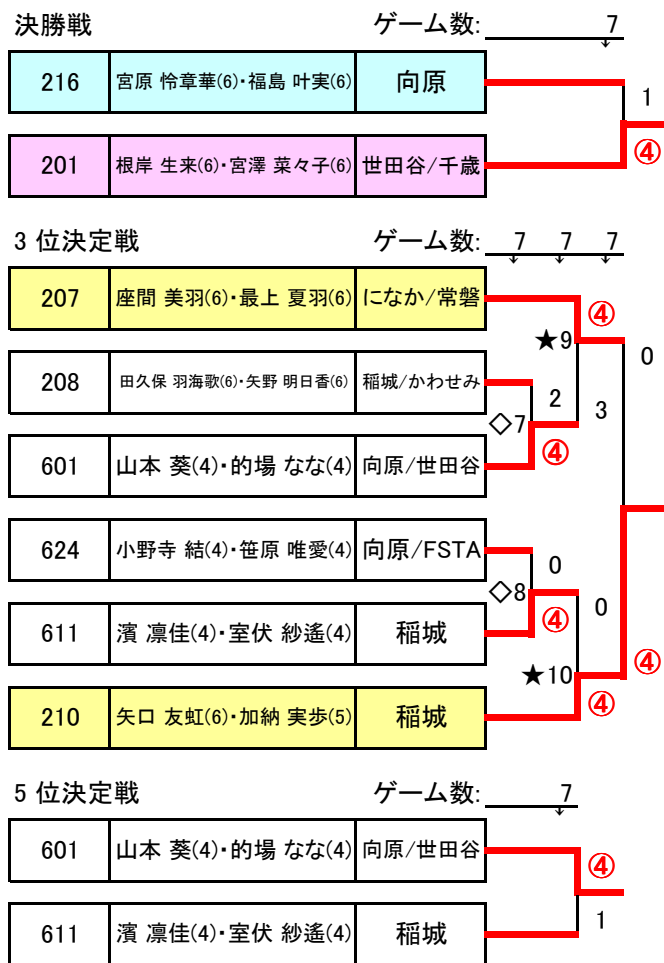 決勝戦 ゲーム数: 7
216 宮原 怜章華(6)・福島 叶実(6) 向原
1
201 根岸 生来(6)・宮澤 菜々子(6) 世田谷/千歳
④
3 位決定戦 ゲーム数: 7 7 7
207 座間 美羽(6)・最上 夏羽(6) になか/常磐
④
★9
0
208 田久保 羽海歌(6)・矢野 明日香(6) 稲城/かわせみ
2
3
◇7
601 山本 葵(4)・的場 なな(4) 向原/世田谷
④
624 小野寺 結(4)・笹原 唯愛(4) 向原/FSTA
0
◇8
0
611 濱 凛佳(4)・室伏 紗遙(4) 稲城
④
④
★10
210 矢口 友虹(6)・加納 実歩(5) 稲城
④
5 位決定戦 ゲーム数: 7
601 山本 葵(4)・的場 なな(4) 向原/世田谷
④
1
611 濱 凛佳(4)・室伏 紗遙(4) 稲城